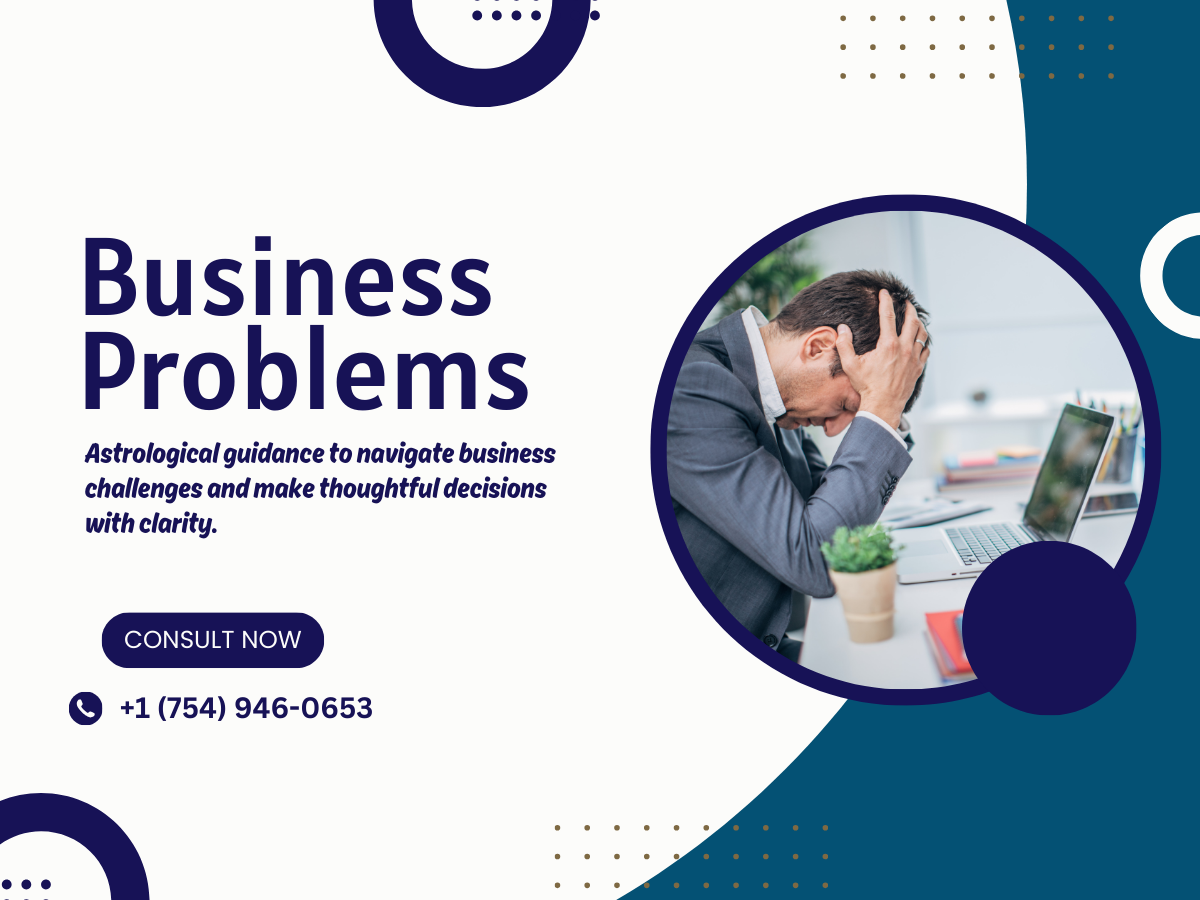 Business
Problems
Astrological guidance to navigate business
challenges and make thoughtful decisions
with clarity.
CONSULT NOW
+1 (754) 946-0653